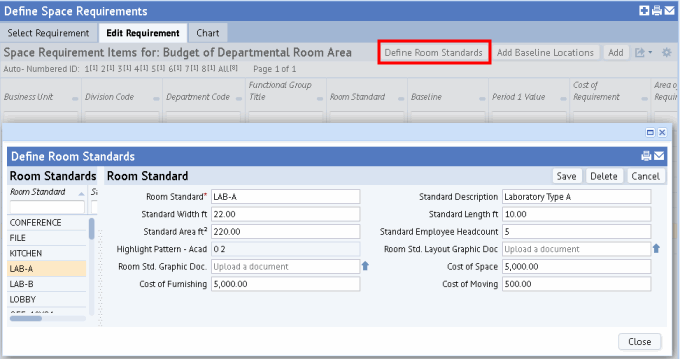 Define Space Requirements
Select Requirement Edit Requirement Chart
Space Requirement Items for: Budget of Departmental Room Area Define Room Standards Add Baseline Locations Add
Auto- Numbered ID: 1[1] 2[1] 3[1] 4[1] 5[1] 6[1] 7[1] 8[1] All[8] Page 1 of 1
Business Unit Division Code Department Code Functional Group Title Room Standard Baseline Period 1 Value Cost of Requirement Area of
Define Room Standards
Room Standards Room Standard Save Delete Cancel
Room Standard
Room Standard* LAB-A Standard Description Laboratory Type A
Standard Width ft 22.00 Standard Length ft 10.00
CONFERENCE
Standard Area ft² 220.00 Standard Employee Headcount 5
FILE
Highlight Pattern - Acad 0 2 Room Std. Layout Graphic Doc Upload a document
KITCHEN
LAB-A
Room Std. Graphic Doc. Upload a document Cost of Space 5,000.00
LAB-B
Cost of Furnishing 5,000.00 Cost of Moving 500.00
LOBBY
Close